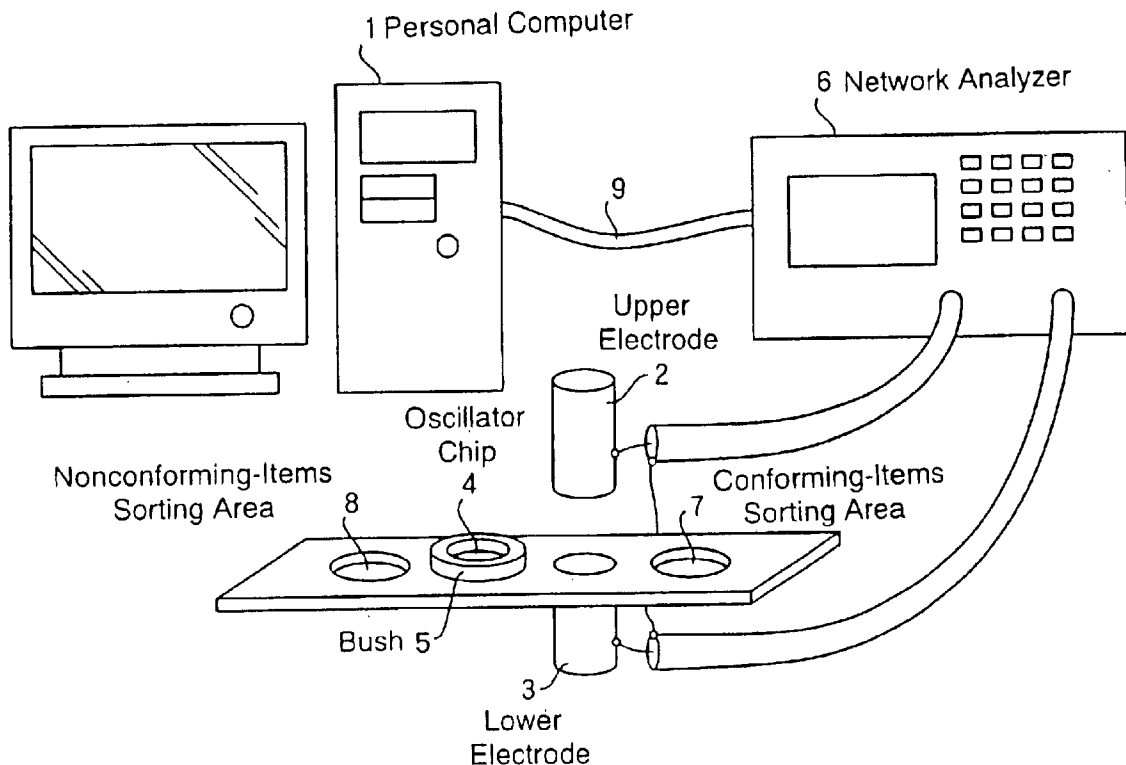 1 Personal Computer
6 Network Analyzer
9
Upper
Electrode
2
Oscillator
Chip
4
Nonconforming-Items
Sorting Area
8
Conforming-Items
Sorting Area
7
Bush 5
3
Lower
Electrode